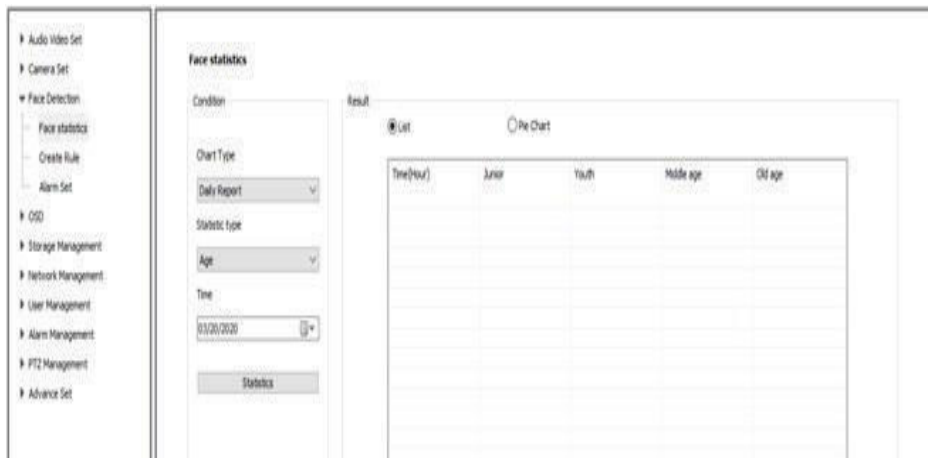 Audio Video Set
Camera Set
Face Detection
Face statistics
Create Rule
Alarm Set
OSD
Storage Management
Network Management
User Management
Alarm Management
PTZ Management
Advance Set
Face statistics
Condition
Chart Type
Daily Report
Statistic type
Age
Time
03/20/2020
Statistics
Result
List Pie Chart
Time(Hour) Junior Youth Middle age Old age